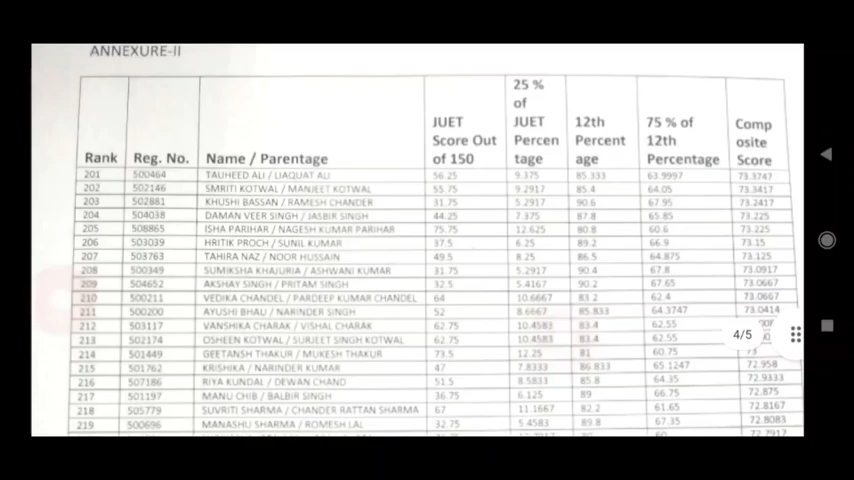 ANNEXURE-II
Rank Reg. No. Name / Parentage JUET Score Out of 150 25 % of JUET Percen tage 12th Percent age 75 % of 12th Percentage Comp osite Score
201 500464 TAUHEED ALI / LIAQUAT ALI 56.25 9.375 85.333 63.9997 73.3747
202 502146 SMRITI KOTWAL / MANJEET KOTWAL 55.75 9.2917 85.4 64.05 73.3417
203 502881 KHUSHI BASSAN / RAMESH CHANDER 31.75 5.2917 90.6 67.95 73.2417
204 504038 DAMAN VEER SINGH / JASBIR SINGH 44.25 7.375 87.8 65.85 73.225
205 508865 ISHA PARIHAR / NAGESH KUMAR PARIHAR 75.75 12.625 80.8 60.6 73.225
206 503039 HRITIK PROCH / SUNIL KUMAR 37.5 6.25 89.2 66.9 73.15
207 503763 TAHIRA NAZ / NOOR HUSSAIN 49.5 8.25 86.5 64.875 73.125
208 500349 SUMIKSHA KHAJURIA / ASHWANI KUMAR 31.75 5.2917 90.4 67.8 73.0917
209 504652 AKSHAY SINGH / PRITAM SINGH 32.5 5.4167 90.2 67.65 73.0667
210 500211 VEDIKA CHANDEL / PARDEEP KUMAR CHANDEL 64 10.6667 83.2 62.4 73.0667
211 500200 AYUSHI BHAU / NARINDER SINGH 52 8.6667 85.833 64.3747 73.0414
212 503117 VANSHIKA CHARAK / VISHAL CHARAK 62.75 10.4583 83.4 62.55
213 502174 OSHEEN KOTWAL / SURJEET SINGH KOTWAL 62.75 10.4583 83.4 62.55
214 501449 GEETANSH THAKUR / MUKESH THAKUR 73.5 12.25 81 60.75 73
215 501762 KRISHIKA / NARINDER KUMAR 47 7.8333 86.833 65.1247 72.958
216 507186 RIYA KUNDAL / DEWAN CHAND 51.5 8.5833 85.8 64.35 72.9333
217 501197 MANU CHIB / BALBIR SINGH 36.75 6.125 89 66.75 72.875
218 505779 SUVRITI SHARMA / CHANDER RATTAN SHARMA 67 11.1667 82.2 61.65 72.8167
219 500696 MANASHU SHARMA / ROMESH LAL 32.75 5.4583 89.8 67.35 72.8083
4/5